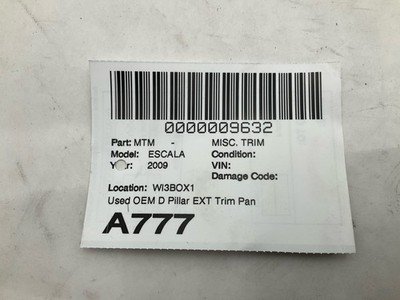 0000009632
Part: MTM - MISC. TRIM
Model: ESCALA Condition:
Year: 2009 VIN:
Damage Code:
Location: WI3BOX1
Used OEM D Pillar EXT Trim Pan
A777